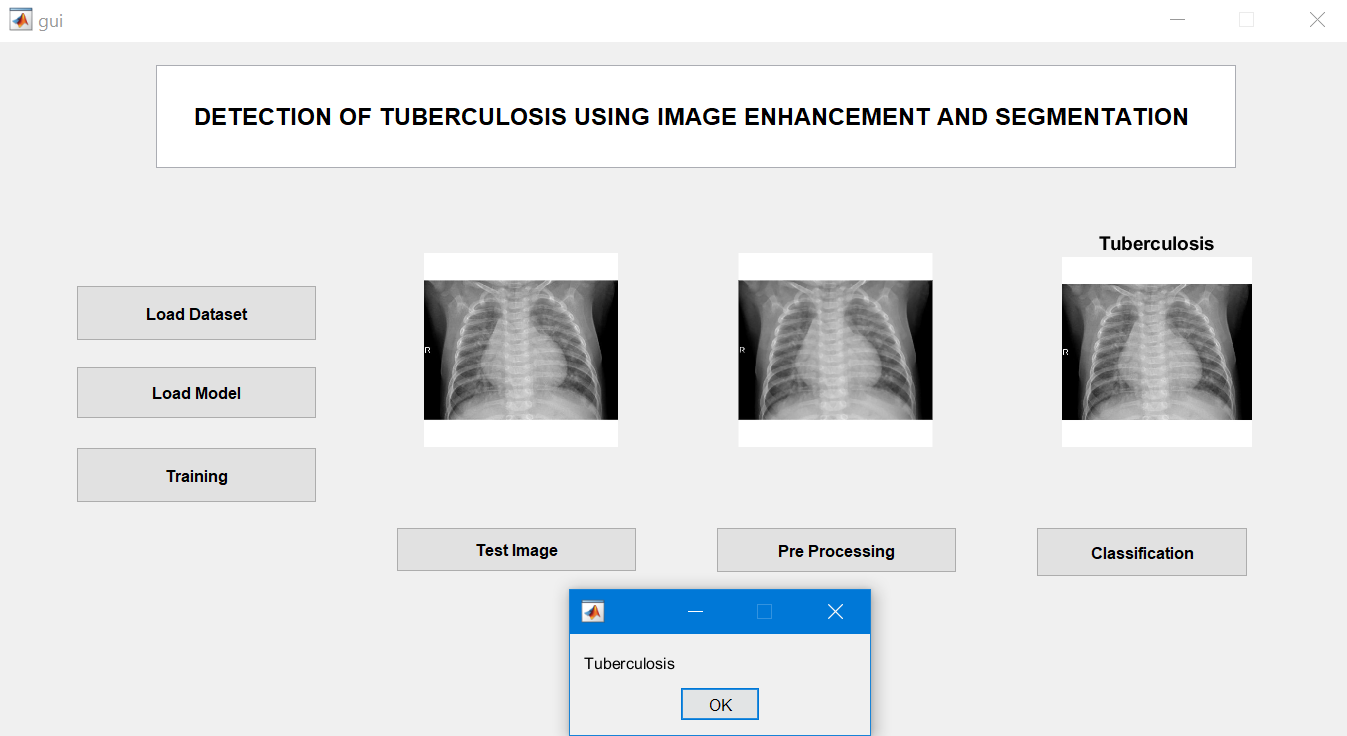 gui
DETECTION OF TUBERCULOSIS USING IMAGE ENHANCEMENT AND SEGMENTATION
Tuberculosis
Load Dataset
Load Model
Training
R
R
R
Test Image
Pre Processing
Classification
Tuberculosis
OK